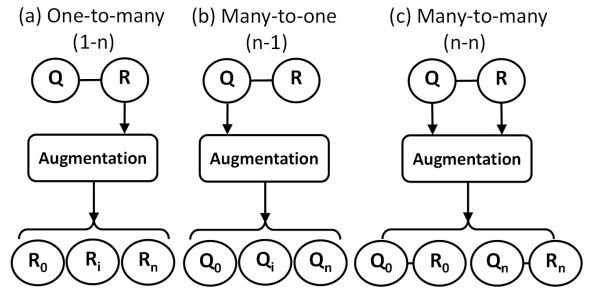 (a) One-to-many (b) Many-to-one (c) Many-to-many
(1-n) (n-1) (n-n)
Q R Q R Q R
Augmentation Augmentation Augmentation
R₀ Rᵢ Rₙ Q₀ Qᵢ Qₙ Q₀ R₀ Qₙ Rₙ